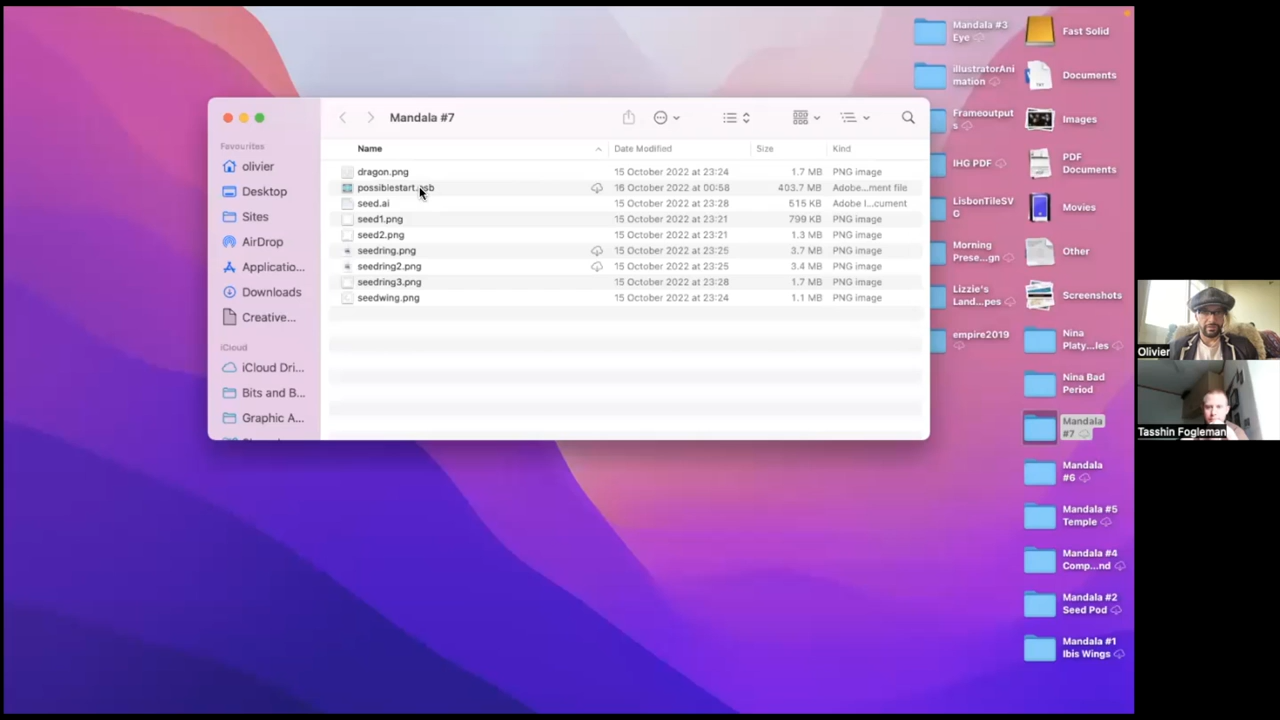 Mandala #7
Favourites
olivier
Desktop
Sites
AirDrop
Applicatio...
Downloads
Creative...
iCloud
iCloud Dri...
Bits and B...
Graphic A...
Name Date Modified Size Kind
dragon.png 15 October 2022 at 23:24 1.7 MB PNG image
possiblestart. sb 16 October 2022 at 00:58 403.7 MB Adobe...ment file
seed.ai 15 October 2022 at 23:28 515 KB Adobe I...cument
seed1.png 15 October 2022 at 23:21 799 KB PNG image
seed2.png 15 October 2022 at 23:21 1.3 MB PNG image
seedring.png 15 October 2022 at 23:25 3.7 MB PNG image
seedring2.png 15 October 2022 at 23:25 3.4 MB PNG image
seedring3.png 15 October 2022 at 23:28 1.7 MB PNG image
seedwing.png 15 October 2022 at 23:24 1.1 MB PNG image
Mandala #3
Eye
illustratorAni
mation
Frameoutput
s
IHG PDF
LisbonTileSV
G
Morning
Prese...gn
Lizzie's
Land...pes
empire2019
Fast Solid
Documents
Images
PDF
Documents
Movies
Other
Screenshots
Nina
Platy...les
Nina Bad
Period
Mandala
#7
Mandala
#6
Mandala #5
Temple
Mandala #4
Comp...nd
Mandala #2
Seed Pod
Mandala #1
Ibis Wings
Olivier
Tasshin Fogleman